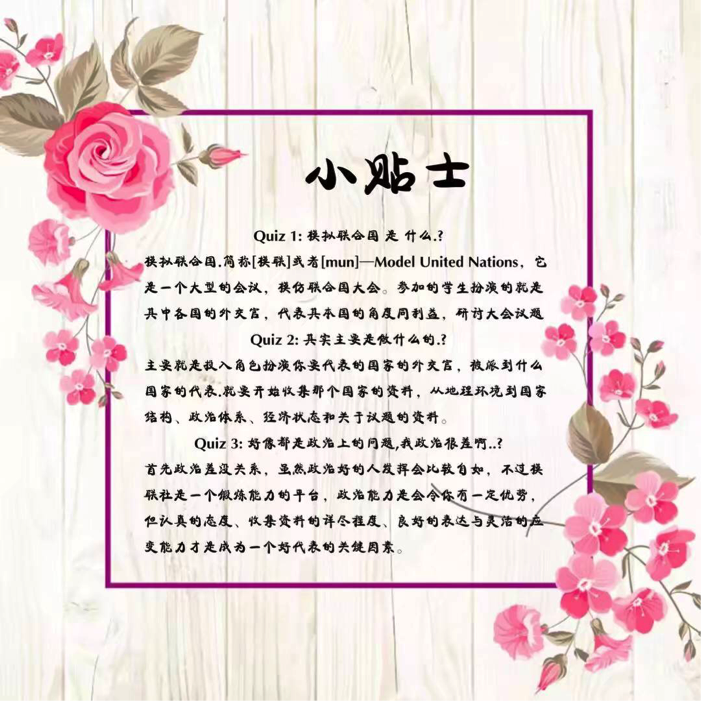 小贴士
Quiz 1: 模拟联合国 是 什么.?
模拟联合国.简称[模联]或者[mun]—Model United Nations，它
是一个大型的会议，模仿联合国大会。参加的学生扮演的就是
其中各国的外交官，代表其本国的角度同利益，研讨大会议题
Quiz 2: 其实主要是做什么的.?
主要就是投入角色扮演你要代表的国家的外交官，被派到什么
国家的代表.就要开始收集那个国家的资料，从地理环境到国家
结构、政治体系、经济状态和关于议题的资料。
Quiz 3: 好像都是政治上的问题,我政治很差啊..?
首先政治差没关系，虽然政治好的人发挥会比较自如，不过模
联社是一个锻炼能力的平台，政治能力是会令你有一定优势，
但认真的态度、收集资料的详尽程度、良好的表达与灵活的应
变能力才是成为一个好代表的关键因素。